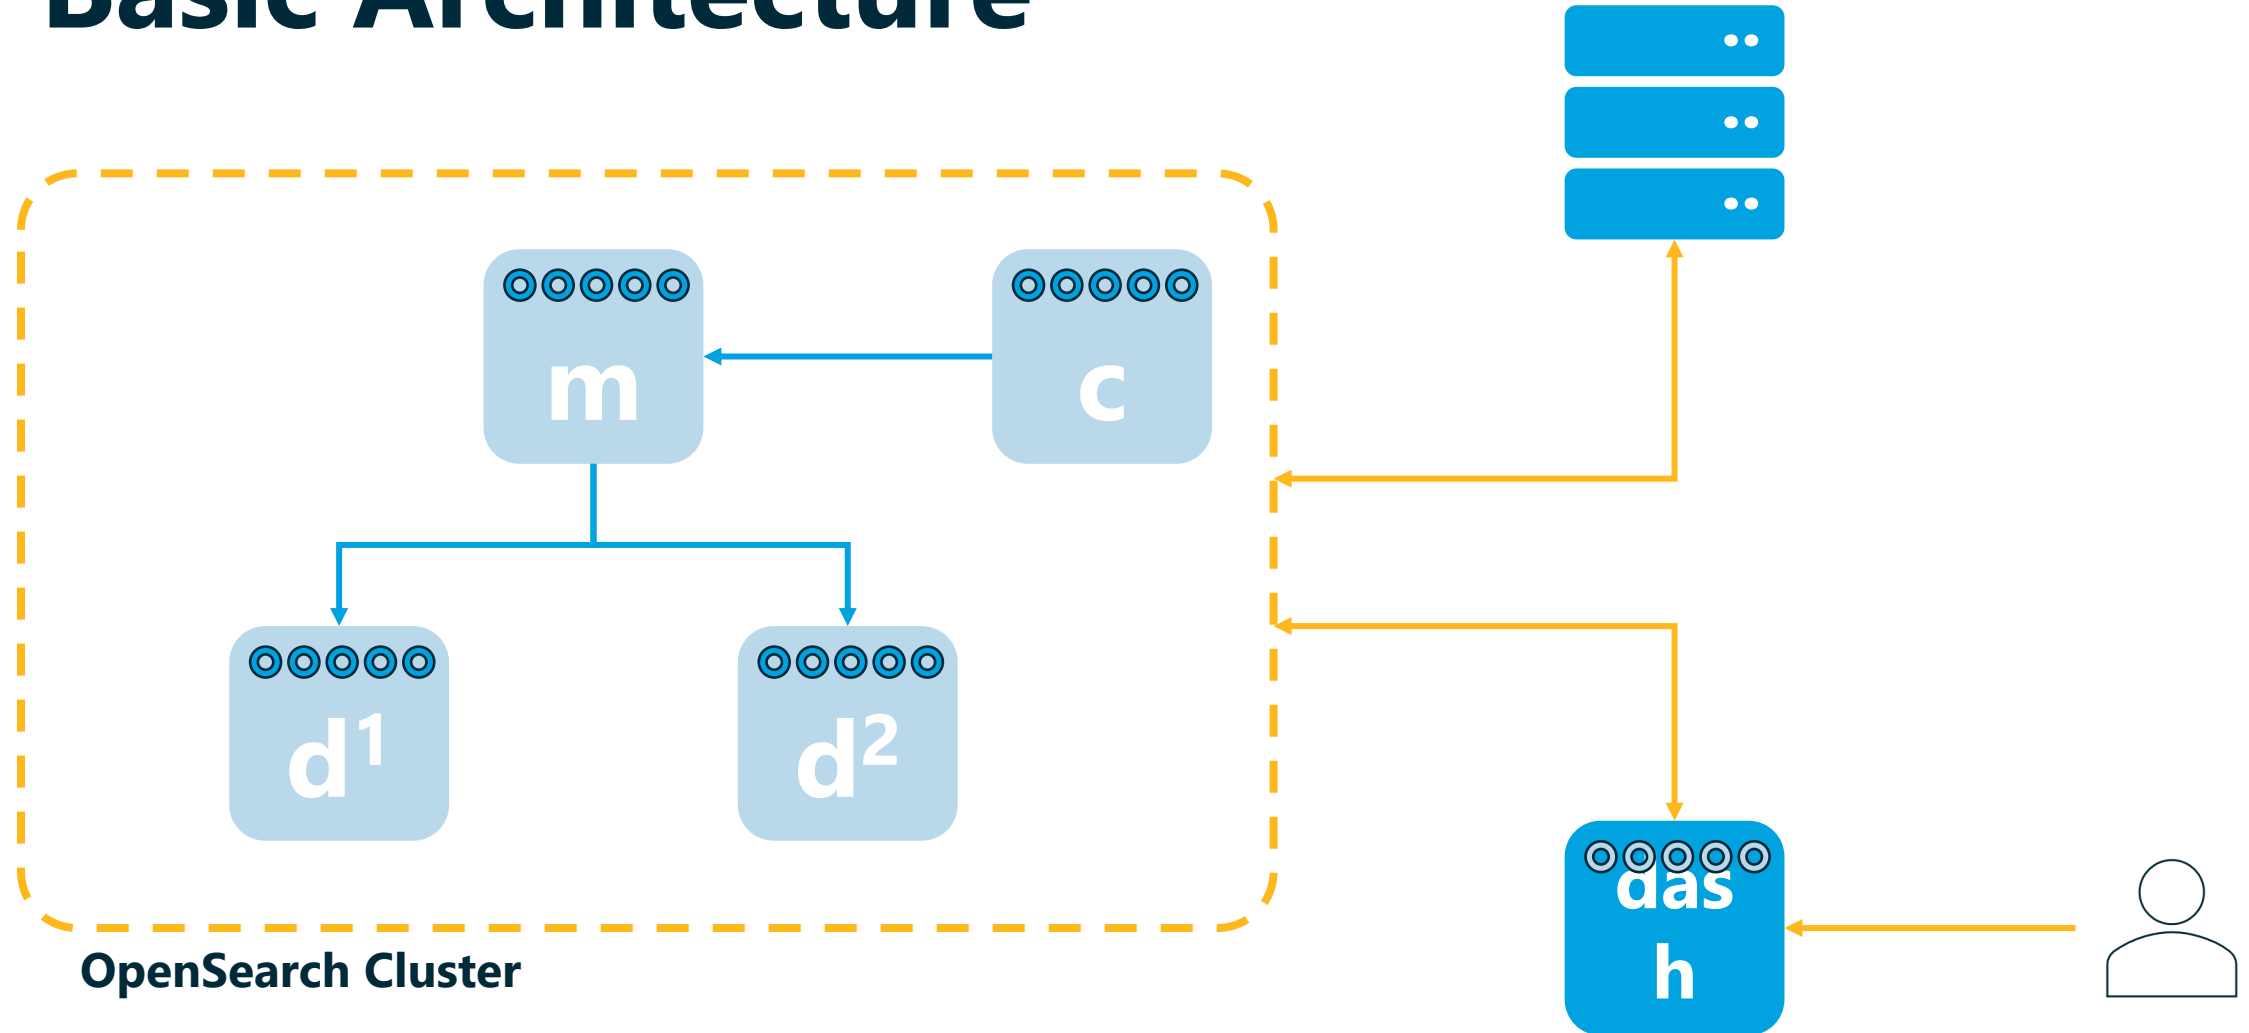 Basic Architecture
m
c
d1
d2
das
h
OpenSearch Cluster